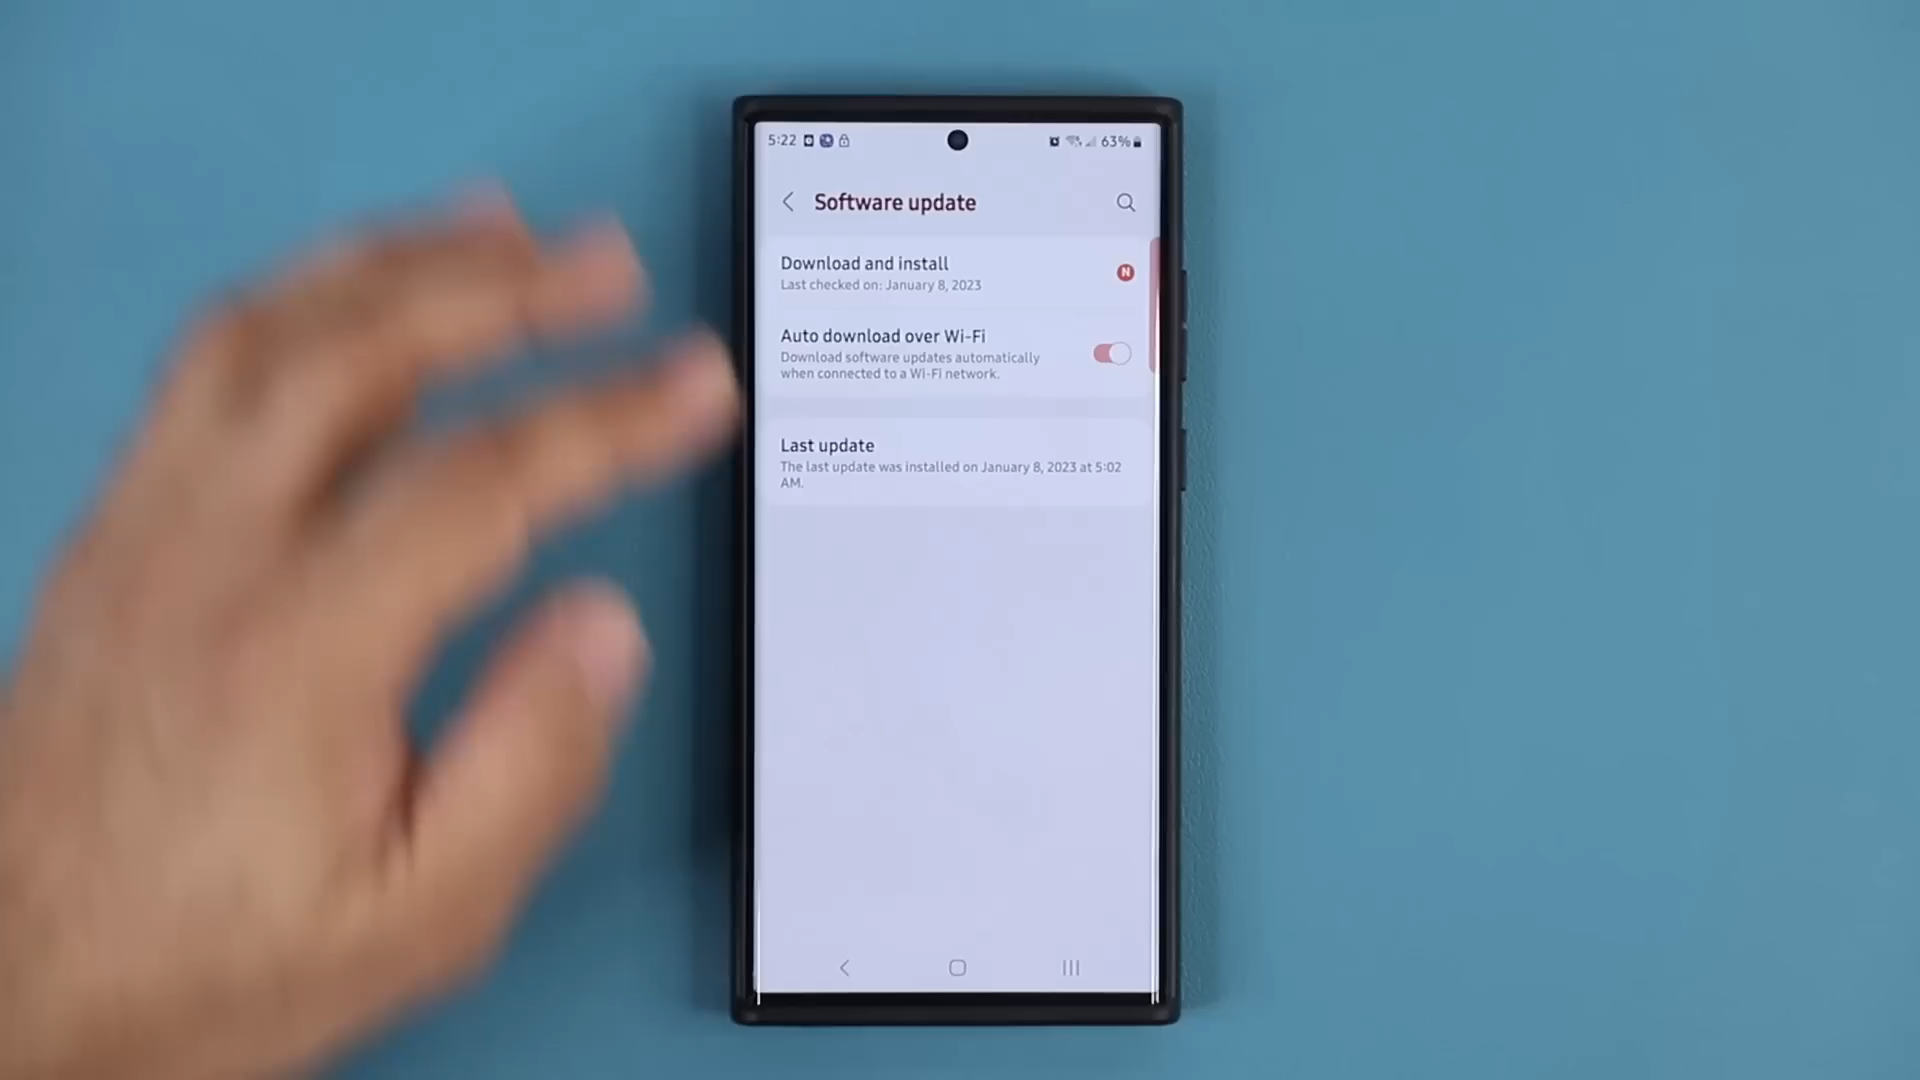 5:22 63%
Software update
Download and install
Last checked on: January 8, 2023
N
Auto download over Wi-Fi
Download software updates automatically
when connected to a Wi-Fi network.
Last update
The last update was installed on January 8, 2023 at 5:02
AM.